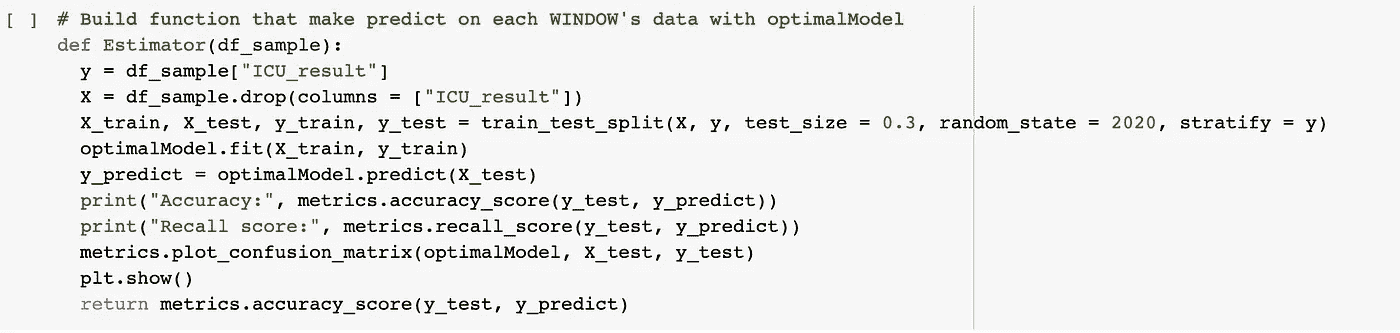 [ ] # Build function that make predict on each WINDOW's data with optimalModel
def Estimator(df_sample):
  y = df_sample["ICU_result"]
  X = df_sample.drop(columns = ["ICU_result"])
  X_train, X_test, y_train, y_test = train_test_split(X, y, test_size = 0.3, random_state = 2020, stratify = y)
  optimalModel.fit(X_train, y_train)
  y_predict = optimalModel.predict(X_test)
  print("Accuracy:", metrics.accuracy_score(y_test, y_predict))
  print("Recall score:", metrics.recall_score(y_test, y_predict))
  metrics.plot_confusion_matrix(optimalModel, X_test, y_test)
  plt.show()
  return metrics.accuracy_score(y_test, y_predict)